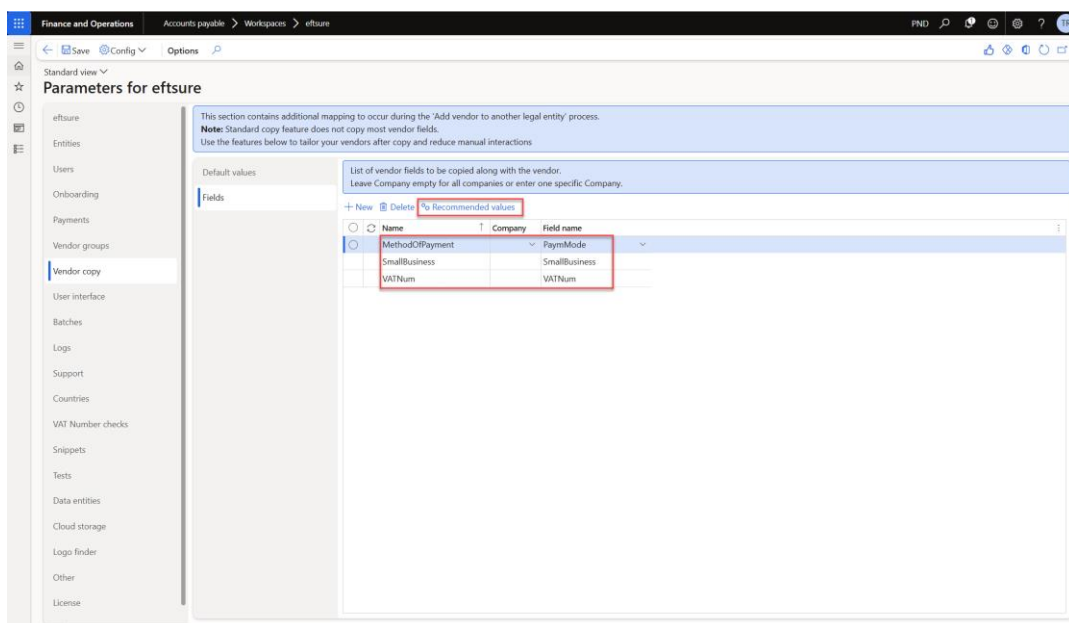 Finance and Operations Accounts payable > Workspaces > eftsure PND ?
Save Config Options
Standard view
Parameters for eftsure
eftsure
Entities
Users
Onboarding
Payments
Vendor groups
Vendor copy
User interface
Batches
Logs
Support
Countries
VAT Number checks
Snippets
Tests
Data entities
Cloud storage
Logo finder
Other
License
This section contains additional mapping to occur during the 'Add vendor to another legal entity' process.
Note: Standard copy feature does not copy most vendor fields.
Use the features below to tailor your vendors after copy and reduce manual interactions
Default values
Fields
List of vendor fields to be copied along with the vendor.
Leave Company empty for all companies or enter one specific Company.
+ New Delete Recommended values
Name ↑ Company Field name
MethodOfPayment PaymMode
SmallBusiness SmallBusiness
VATNum VATNum